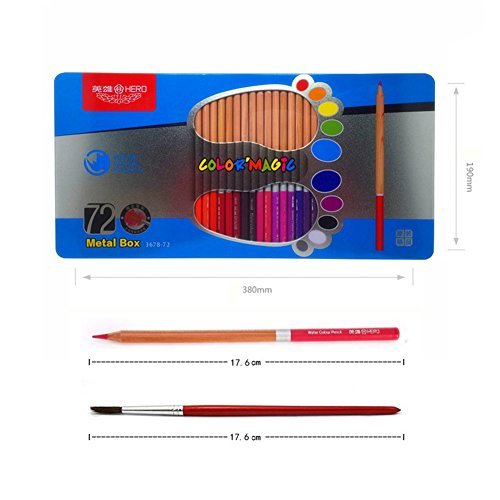 英雄 HERO
COLOR'MAGIC
72
Metal Box 3678-72
190mm
380mm
Water Colour Pencil 英雄 HERO
17.6cm
17.6cm